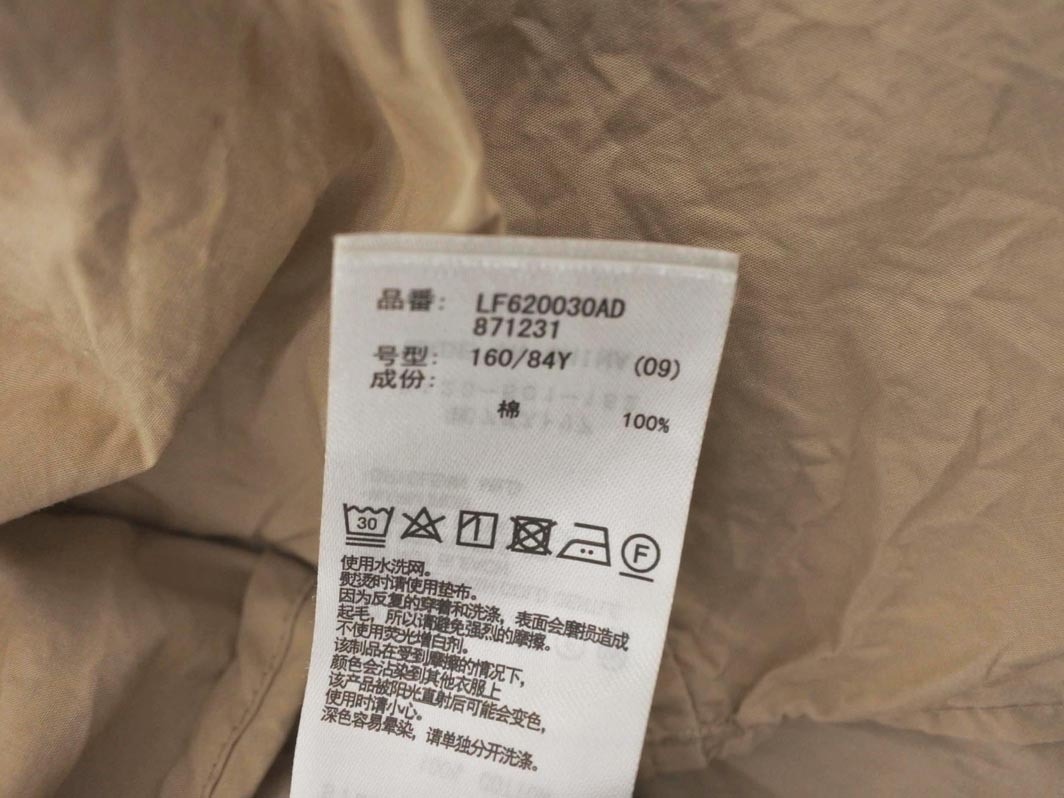 品番: LF620030AD
871231
号型: 160/84Y (09)
成份:
棉 100%
30
F
使用水洗网。
熨烫时请使用垫布。
因为反复的穿着和洗涤，表面会磨损造成
起毛，所以请避免强烈的摩擦。
不使用荧光增白剂。
该制品在受到摩擦的情况下，
颜色会沾染到其他衣服上
该产品被阳光直射后可能会变色，
使用时请小心。
深色容易晕染，请单独分开洗涤。